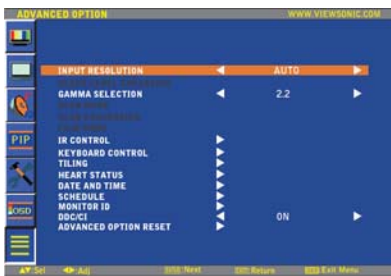 ADVANCED OPTION WWW.VIEWSONIC.COM
INPUT RESOLUTION AUTO
GAMMA SELECTION 2.2
PIP
IR CONTROL
KEYBOARD CONTROL
TILING
HEART STATUS
DATE AND TIME
SCHEDULE
MONITOR ID
DDC/CI ON
ADVANCED OPTION RESET
OSD
Sel Adj Next Return Exit Menu